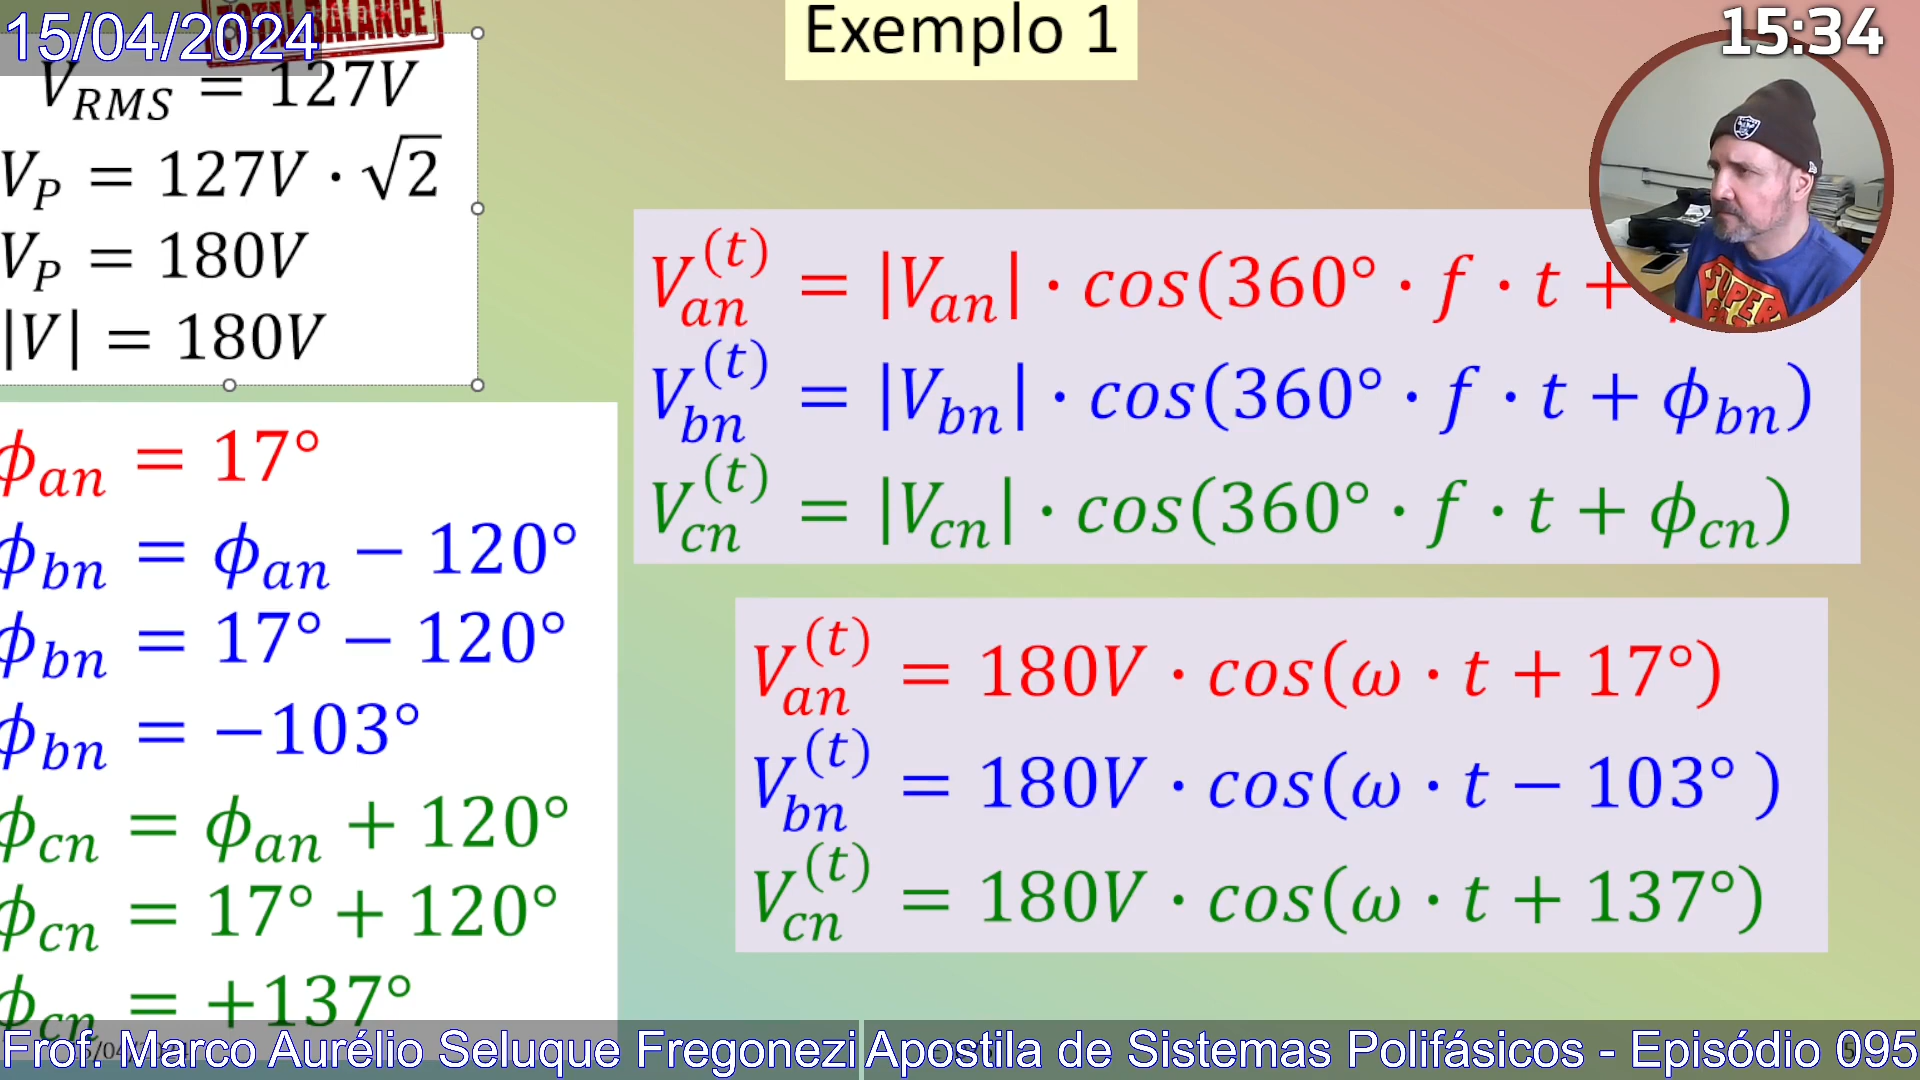 TOTAL BALANCE
15/04/2024
Exemplo 1
15:34
V_RMS = 127V
V_P = 127V · √2
V_P = 180V
|V| = 180V
V_an^(t) = |V_an| · cos(360° · f · t +
V_bn^(t) = |V_bn| · cos(360° · f · t + ϕ_bn)
V_cn^(t) = |V_cn| · cos(360° · f · t + ϕ_cn)
ϕ_an = 17°
ϕ_bn = ϕ_an − 120°
ϕ_bn = 17° − 120°
ϕ_bn = −103°
ϕ_cn = ϕ_an + 120°
ϕ_cn = 17° + 120°
ϕ_cn = +137°
V_an^(t) = 180V · cos(ω · t + 17°)
V_bn^(t) = 180V · cos(ω · t − 103° )
V_cn^(t) = 180V · cos(ω · t + 137°)
Prof. Marco Aurélio Seluque Fregonezi
Apostila de Sistemas Polifásicos - Episódio 095